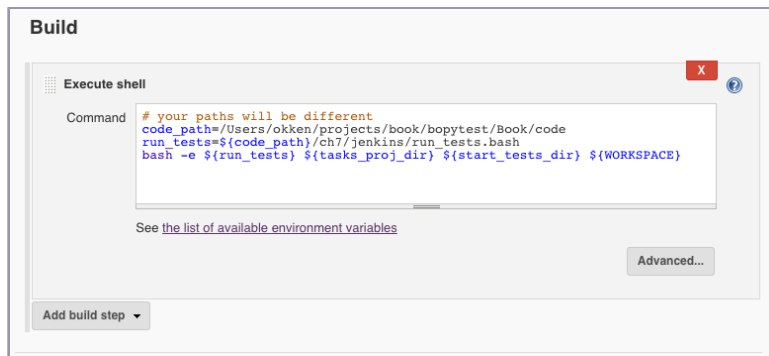 Build
X
Execute shell
Command
# your paths will be different
code_path=/Users/okken/projects/book/bopytest/Book/code
run_tests=${code_path}/ch7/jenkins/run_tests.bash
bash -e ${run_tests} ${tasks_proj_dir} ${start_tests_dir} ${WORKSPACE}
See the list of available environment variables
Advanced...
Add build step